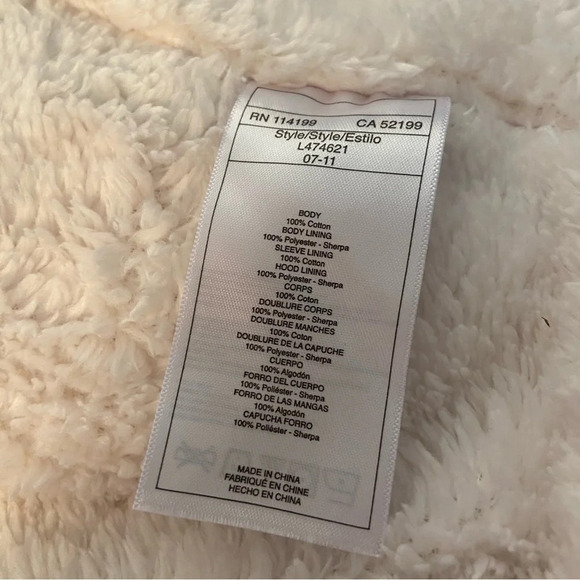 RN 114199 CA 52199
Style/Style/Estilo
L474621
07-11
BODY
100% Cotton
BODY LINING
100% Polyester - Sherpa
SLEEVE LINING
100% Cotton
HOOD LINING
100% Polyester - Sherpa
CORPS
100% Coton
DOUBLURE CORPS
100% Polyester - Sherpa
DOUBLURE MANCHES
100% Coton
DOUBLURE DE LA CAPUCHE
100% Polyester - Sherpa
CUERPO
100% Algodón
FORRO DEL CUERPO
100% Poliéster - Sherpa
FORRO DE LAS MANGAS
100% Algodón
CAPUCHA FORRO
100% Poliéster - Sherpa
MADE IN CHINA
FABRIQUÉ EN CHINE
HECHO EN CHINA